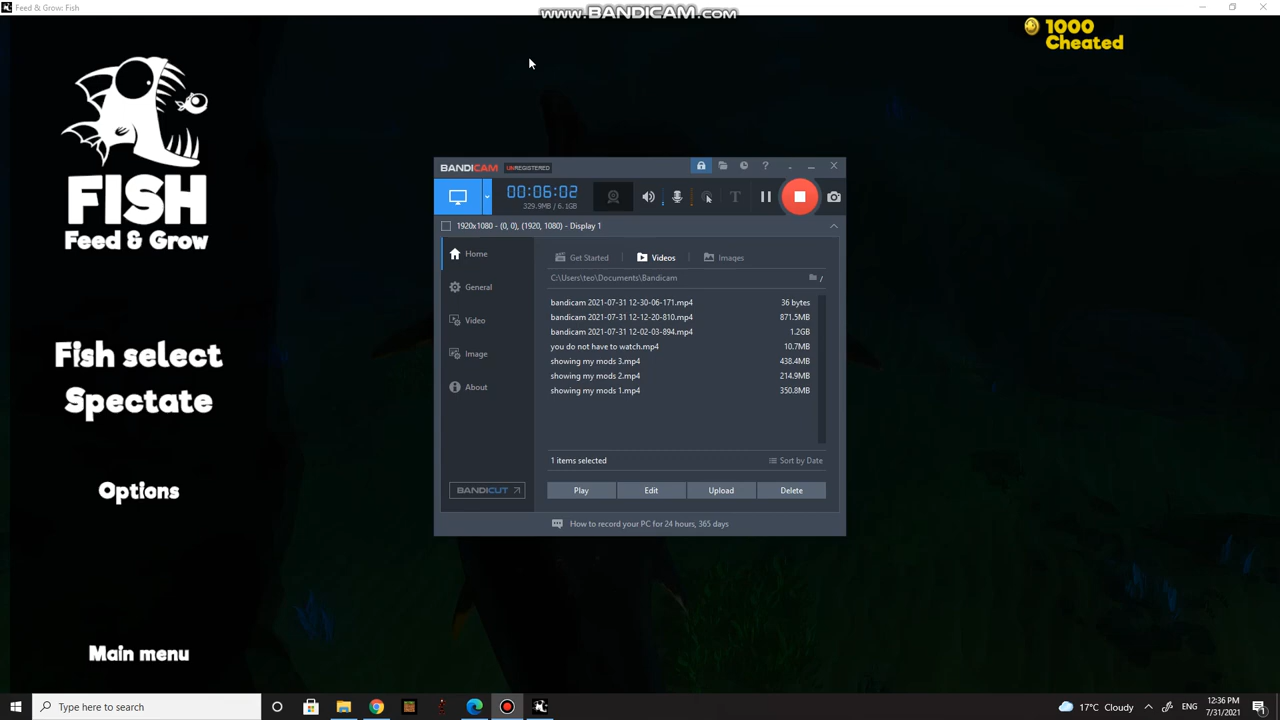 Feed & Grow: Fish
www.BANDICAM.com
1000
Cheated
FISH
Feed & Grow
Fish select
Spectate
Options
Main menu
BANDICAM UNREGISTERED
00:06:02
329.9MB / 6.1GB
1920x1080 - (0, 0), (1920, 1080) - Display 1
Home
General
Video
Image
About
BANDICUT
Get Started
Videos
Images
C:\Users\teo\Documents\Bandicam
bandicam 2021-07-31 12-30-06-171.mp4 36 bytes
bandicam 2021-07-31 12-12-20-810.mp4 871.5MB
bandicam 2021-07-31 12-02-03-894.mp4 1.2GB
you do not have to watch.mp4 10.7MB
showing my mods 3.mp4 438.4MB
showing my mods 2.mp4 214.9MB
showing my mods 1.mp4 350.8MB
1 items selected
Sort by Date
Play
Edit
Upload
Delete
How to record your PC for 24 hours, 365 days
Type here to search
17°C Cloudy
ENG
12:36 PM
7/31/2021